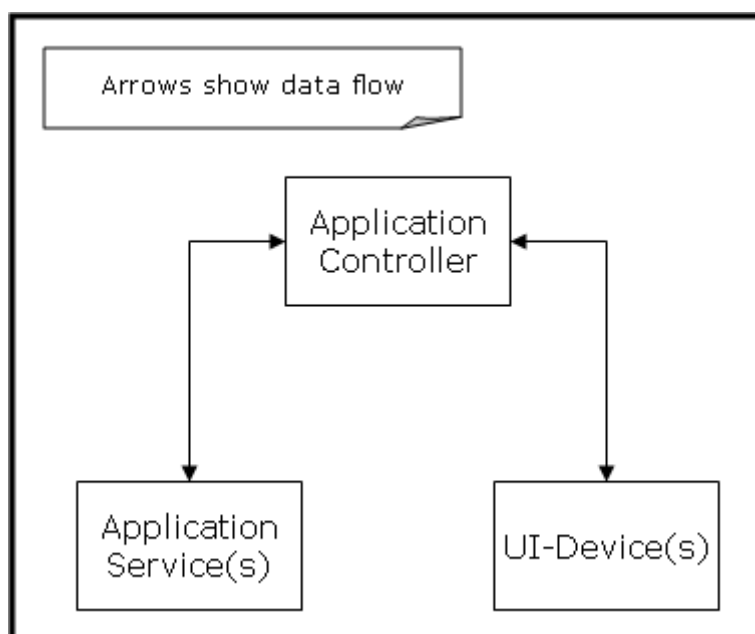 Arrows show data flow
Application
Controller
Application
Service(s)
UI-Device(s)